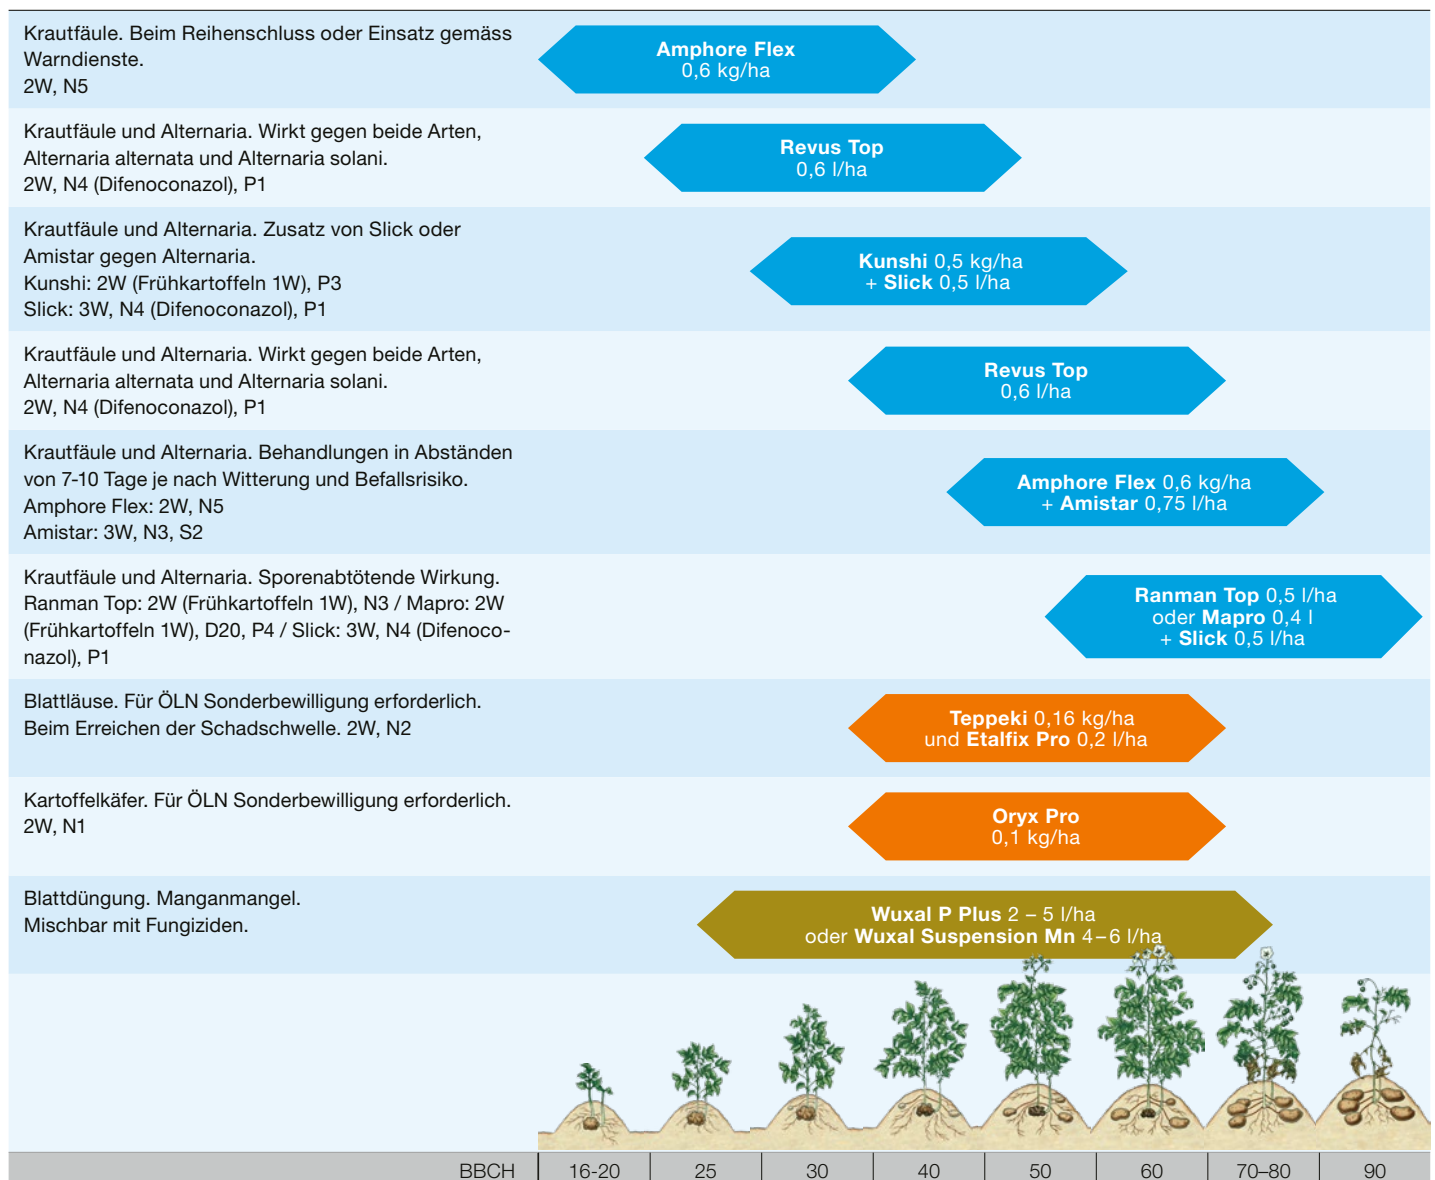 Krautfäule. Beim Reihenschluss oder Einsatz gemäss
Warndienste.
2W, N5
Amphore Flex
0,6 kg/ha
Krautfäule und Alternaria. Wirkt gegen beide Arten,
Alternaria alternata und Alternaria solani.
2W, N4 (Difenoconazol), P1
Revus Top
0,6 l/ha
Krautfäule und Alternaria. Zusatz von Slick oder
Amistar gegen Alternaria.
Kunshi: 2W (Frühkartoffeln 1W), P3
Slick: 3W, N4 (Difenoconazol), P1
Kunshi 0,5 kg/ha
+ Slick 0,5 l/ha
Krautfäule und Alternaria. Wirkt gegen beide Arten,
Alternaria alternata und Alternaria solani.
2W, N4 (Difenoconazol), P1
Revus Top
0,6 l/ha
Krautfäule und Alternaria. Behandlungen in Abständen
von 7-10 Tage je nach Witterung und Befallsrisiko.
Amphore Flex: 2W, N5
Amistar: 3W, N3, S2
Amphore Flex 0,6 kg/ha
+ Amistar 0,75 l/ha
Krautfäule und Alternaria. Sporenabtötende Wirkung.
Ranman Top: 2W (Frühkartoffeln 1W), N3 / Mapro: 2W
(Frühkartoffeln 1W), D20, P4 / Slick: 3W, N4 (Difenoco-
nazol), P1
Ranman Top 0,5 l/ha
oder Mapro 0,4 l
+ Slick 0,5 l/ha
Blattläuse. Für ÖLN Sonderbewilligung erforderlich.
Beim Erreichen der Schadschwelle. 2W, N2
Teppeki 0,16 kg/ha
und Etalfix Pro 0,2 l/ha
Kartoffelkäfer. Für ÖLN Sonderbewilligung erforderlich.
2W, N1
Oryx Pro
0,1 kg/ha
Blattdüngung. Manganmangel.
Mischbar mit Fungiziden.
Wuxal P Plus 2 – 5 l/ha
oder Wuxal Suspension Mn 4–6 l/ha
BBCH 16-20 25 30 40 50 60 70–80 90